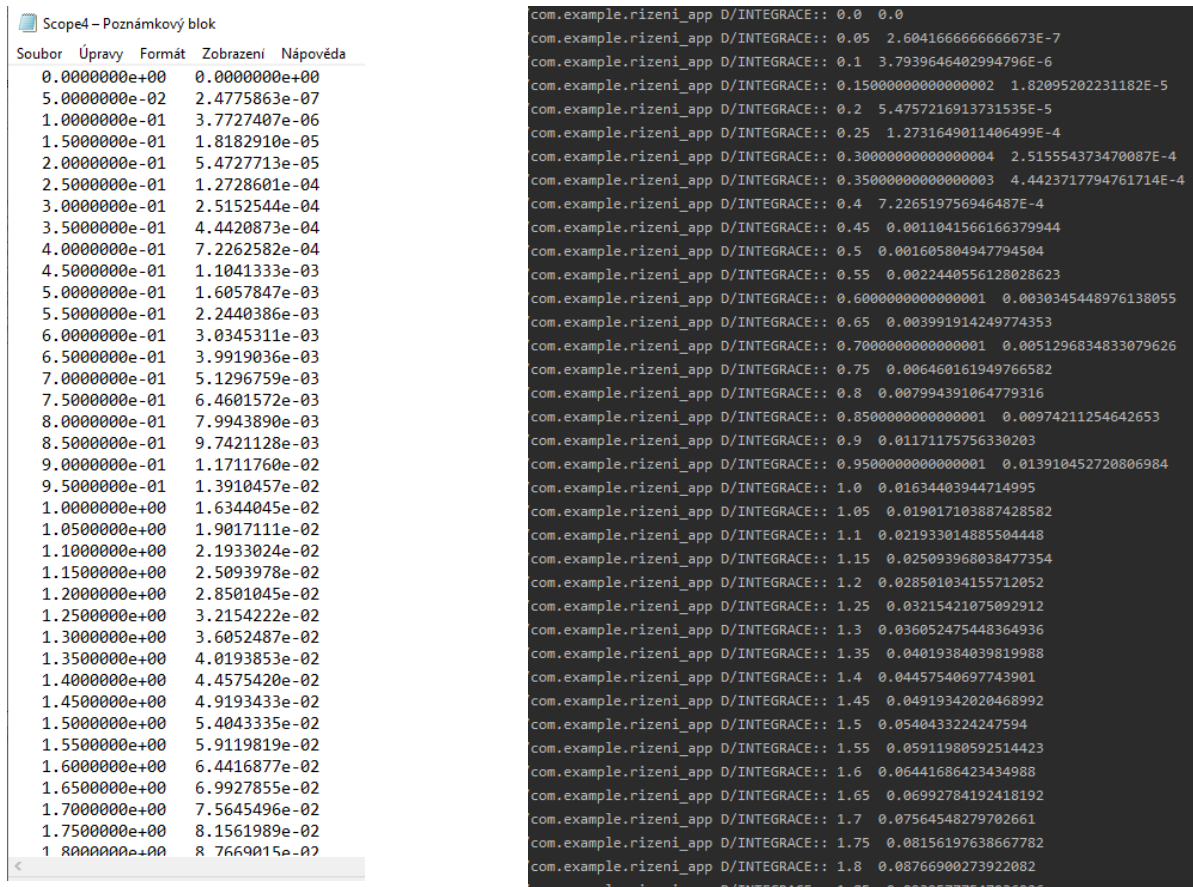 Scope4 – Poznámkový blok
Soubor Úpravy Formát Zobrazení Nápověda
0.0000000e+00 0.0000000e+00
5.0000000e-02 2.4775863e-07
1.0000000e-01 3.7727407e-06
1.5000000e-01 1.8182910e-05
2.0000000e-01 5.4727713e-05
2.5000000e-01 1.2728601e-04
3.0000000e-01 2.5152544e-04
3.5000000e-01 4.4420873e-04
4.0000000e-01 7.2262582e-04
4.5000000e-01 1.1041333e-03
5.0000000e-01 1.6057847e-03
5.5000000e-01 2.2440386e-03
6.0000000e-01 3.0345311e-03
6.5000000e-01 3.9919036e-03
7.0000000e-01 5.1296759e-03
7.5000000e-01 6.4601572e-03
8.0000000e-01 7.9943890e-03
8.5000000e-01 9.7421128e-03
9.0000000e-01 1.1711760e-02
9.5000000e-01 1.3910457e-02
1.0000000e+00 1.6344045e-02
1.0500000e+00 1.9017111e-02
1.1000000e+00 2.1933024e-02
1.1500000e+00 2.5093978e-02
1.2000000e+00 2.8501045e-02
1.2500000e+00 3.2154222e-02
1.3000000e+00 3.6052487e-02
1.3500000e+00 4.0193853e-02
1.4000000e+00 4.4575420e-02
1.4500000e+00 4.9193433e-02
1.5000000e+00 5.4043335e-02
1.5500000e+00 5.9119819e-02
1.6000000e+00 6.4416877e-02
1.6500000e+00 6.9927855e-02
1.7000000e+00 7.5645496e-02
1.7500000e+00 8.1561989e-02
1.8000000e+00 8.7669015e-02
/com.example.rizeni_app D/INTEGRACE:: 0.0 0.0
/com.example.rizeni_app D/INTEGRACE:: 0.05 2.6041666666666673E-7
/com.example.rizeni_app D/INTEGRACE:: 0.1 3.7939646402994796E-6
/com.example.rizeni_app D/INTEGRACE:: 0.15000000000000002 1.82095202231182E-5
/com.example.rizeni_app D/INTEGRACE:: 0.2 5.4757216913731535E-5
/com.example.rizeni_app D/INTEGRACE:: 0.25 1.2731649011406499E-4
/com.example.rizeni_app D/INTEGRACE:: 0.30000000000000004 2.515554373470087E-4
/com.example.rizeni_app D/INTEGRACE:: 0.35000000000000003 4.4423717794761714E-4
/com.example.rizeni_app D/INTEGRACE:: 0.4 7.226519756946487E-4
/com.example.rizeni_app D/INTEGRACE:: 0.45 0.0011041566166379944
/com.example.rizeni_app D/INTEGRACE:: 0.5 0.001605804947794504
/com.example.rizeni_app D/INTEGRACE:: 0.55 0.0022440556128028623
/com.example.rizeni_app D/INTEGRACE:: 0.6000000000000001 0.0030345448976138055
/com.example.rizeni_app D/INTEGRACE:: 0.65 0.003991914249774353
/com.example.rizeni_app D/INTEGRACE:: 0.7000000000000001 0.0051296834833079626
/com.example.rizeni_app D/INTEGRACE:: 0.75 0.006460161949766582
/com.example.rizeni_app D/INTEGRACE:: 0.8 0.007994391064779316
/com.example.rizeni_app D/INTEGRACE:: 0.8500000000000001 0.00974211254642653
/com.example.rizeni_app D/INTEGRACE:: 0.9 0.01171175756330203
/com.example.rizeni_app D/INTEGRACE:: 0.9500000000000001 0.013910452720806984
/com.example.rizeni_app D/INTEGRACE:: 1.0 0.01634403944714995
/com.example.rizeni_app D/INTEGRACE:: 1.05 0.019017103887428582
/com.example.rizeni_app D/INTEGRACE:: 1.1 0.021933014885504448
/com.example.rizeni_app D/INTEGRACE:: 1.15 0.025093968038477354
/com.example.rizeni_app D/INTEGRACE:: 1.2 0.028501034155712052
/com.example.rizeni_app D/INTEGRACE:: 1.25 0.03215421075092912
/com.example.rizeni_app D/INTEGRACE:: 1.3 0.036052475448364936
/com.example.rizeni_app D/INTEGRACE:: 1.35 0.04019384039819988
/com.example.rizeni_app D/INTEGRACE:: 1.4 0.04457540697743901
/com.example.rizeni_app D/INTEGRACE:: 1.45 0.04919342020468992
/com.example.rizeni_app D/INTEGRACE:: 1.5 0.0540433224247594
/com.example.rizeni_app D/INTEGRACE:: 1.55 0.05911980592514423
/com.example.rizeni_app D/INTEGRACE:: 1.6 0.06441686423434988
/com.example.rizeni_app D/INTEGRACE:: 1.65 0.06992784192418192
/com.example.rizeni_app D/INTEGRACE:: 1.7 0.07564548279702661
/com.example.rizeni_app D/INTEGRACE:: 1.75 0.08156197638667782
/com.example.rizeni_app D/INTEGRACE:: 1.8 0.08766900273922082